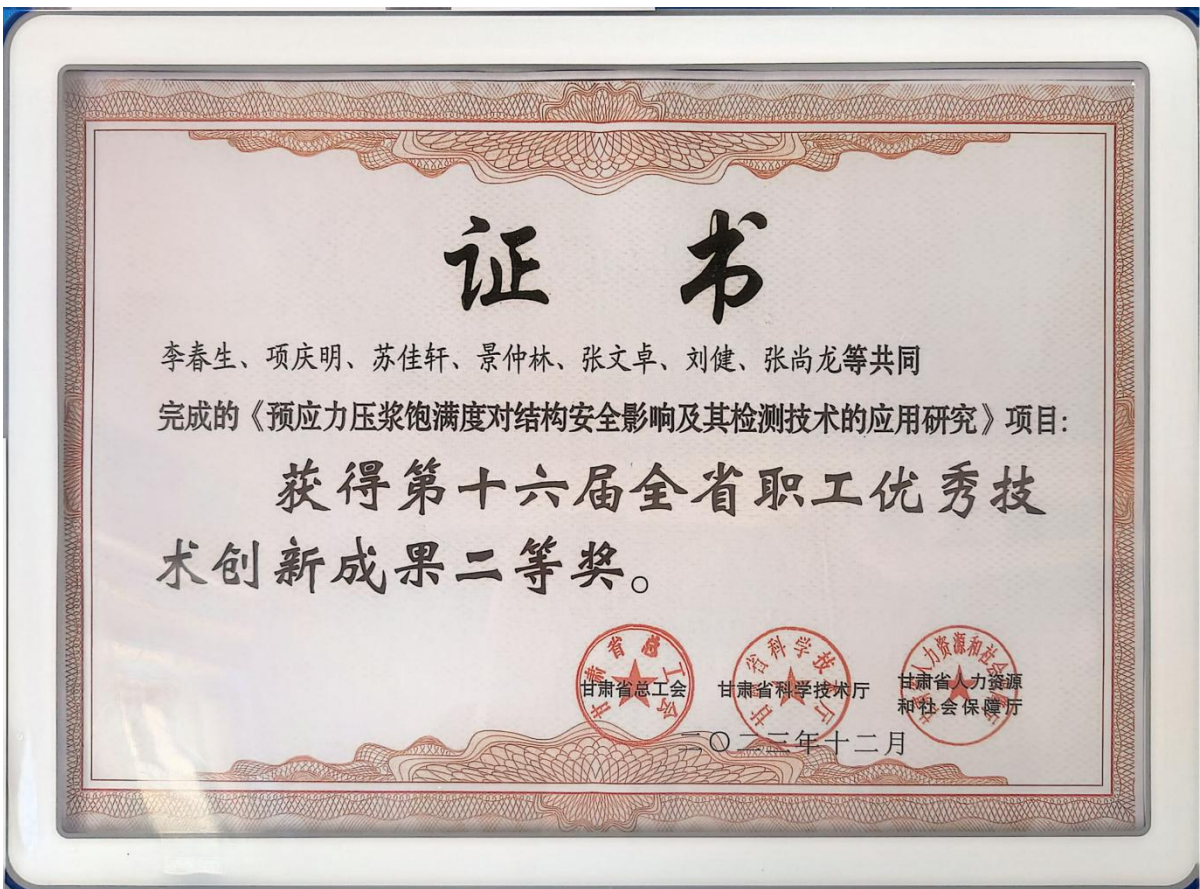 证 书
李春生、项庆明、苏佳轩、景仲林、张文卓、刘健、张尚龙等共同
完成的《预应力压浆饱满度对结构安全影响及其检测技术的应用研究》项目:
获得第十六届全省职工优秀技
术创新成果二等奖。
甘肃省总工会 甘肃省科学技术厅 甘肃省人力资源
和社会保障厅
二〇二三年十二月